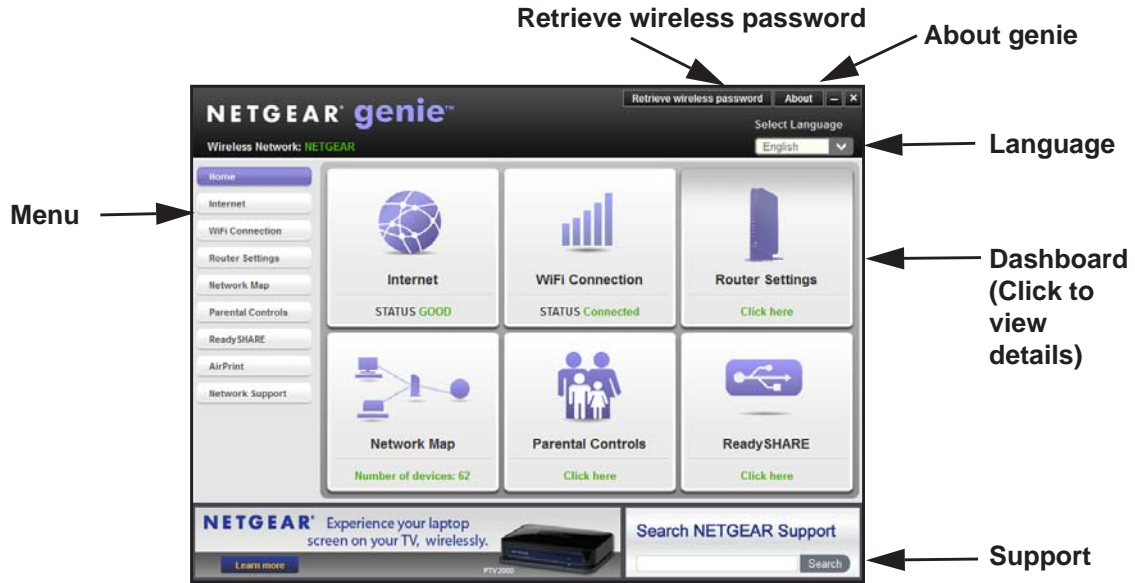 Retrieve wireless password
About genie
Retrieve wireless password
About
NETGEAR® genie™
Select Language
Wireless Network: NETGEAR
English
Language
Menu
Home
Internet
WiFi Connection
Router Settings
Network Map
Parental Controls
ReadySHARE
AirPrint
Network Support
Internet
STATUS GOOD
WiFi Connection
STATUS Connected
Router Settings
Click here
Dashboard
(Click to
view
details)
Network Map
Number of devices: 62
Parental Controls
Click here
ReadySHARE
Click here
NETGEAR®
Experience your laptop
screen on your TV, wirelessly.
Learn more
PTV2000
Search NETGEAR Support
Search
Support